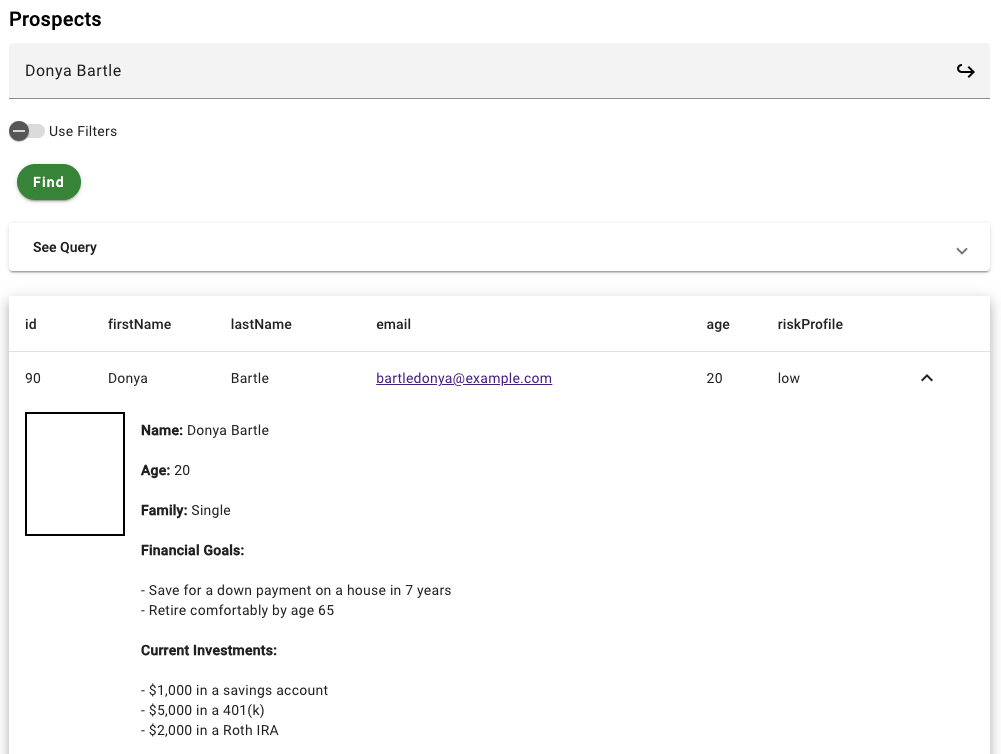 Prospects
Donya Bartle
Use Filters
Find
See Query
id firstName lastName email age riskProfile
90 Donya Bartle bartledonya@example.com 20 low
Name: Donya Bartle
Age: 20
Family: Single
Financial Goals:
- Save for a down payment on a house in 7 years
- Retire comfortably by age 65
Current Investments:
- $1,000 in a savings account
- $5,000 in a 401(k)
- $2,000 in a Roth IRA